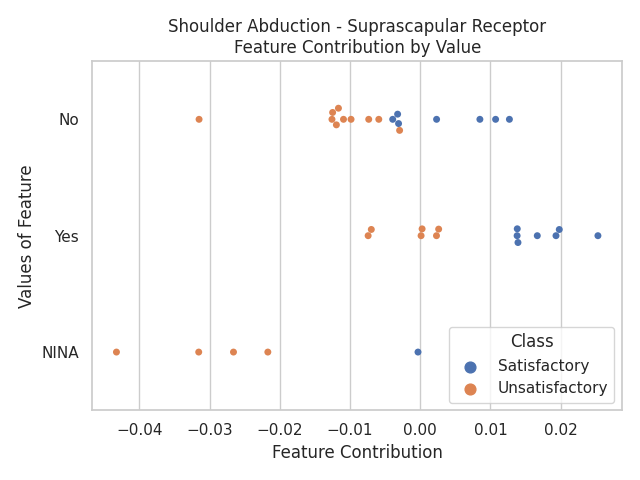 Shoulder Abduction - Suprascapular Receptor
Feature Contribution by Value
Values of Feature
No
Yes
NINA
Class
Satisfactory
Unsatisfactory
−0.04
−0.03
−0.02
−0.01
0.00
0.01
0.02
Feature Contribution